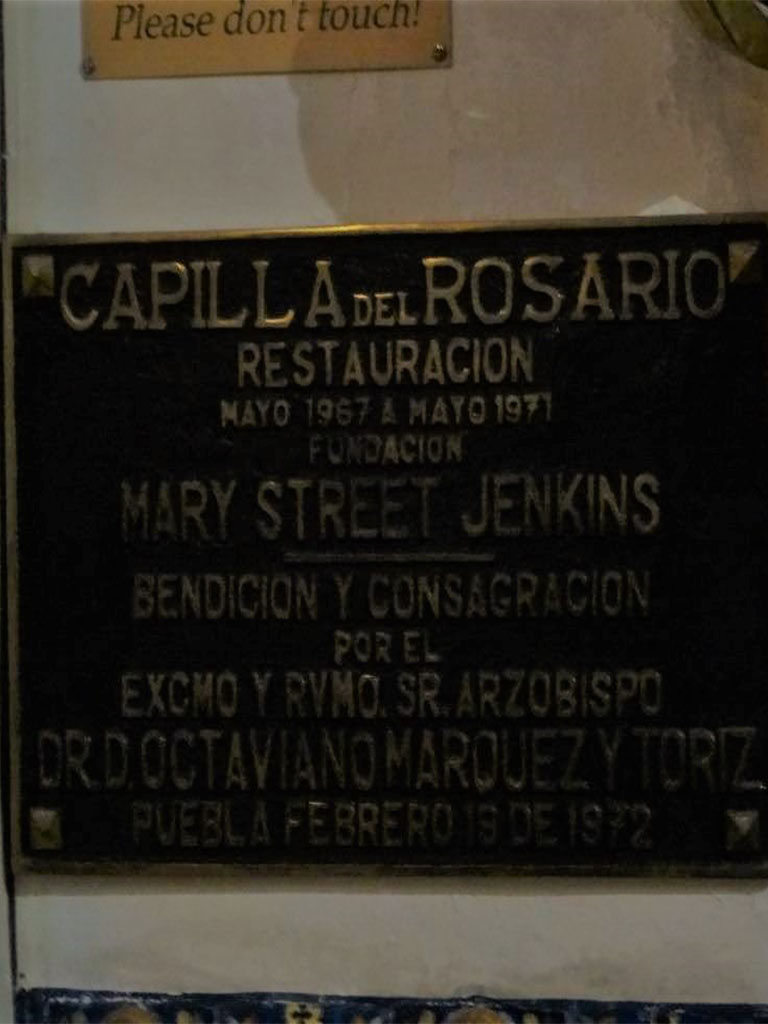 Please don't touch!
CAPILLA DEL ROSARIO
RESTAURACION
MAYO 1967 A MAYO 1971
FUNDACION
MARY STREET JENKINS
BENDICION Y CONSAGRACION
POR EL
EXCMO Y RVMO. SR. ARZOBISPO
DR. D. OCTAVIANO MARQUEZ Y TORIZ
PUEBLA FEBRERO 19 DE 1972